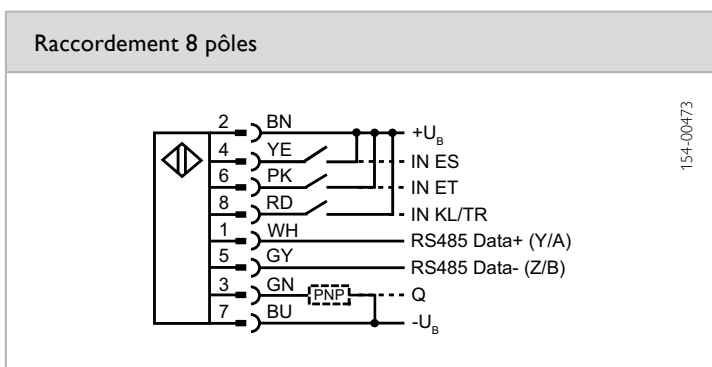 Raccordement 8 pôles
154-00473
2 BN +UB
4 YE IN ES
6 PK IN ET
8 RD IN KL/TR
1 WH RS485 Data+ (Y/A)
5 GY RS485 Data- (Z/B)
3 GN PNP Q
7 BU -UB